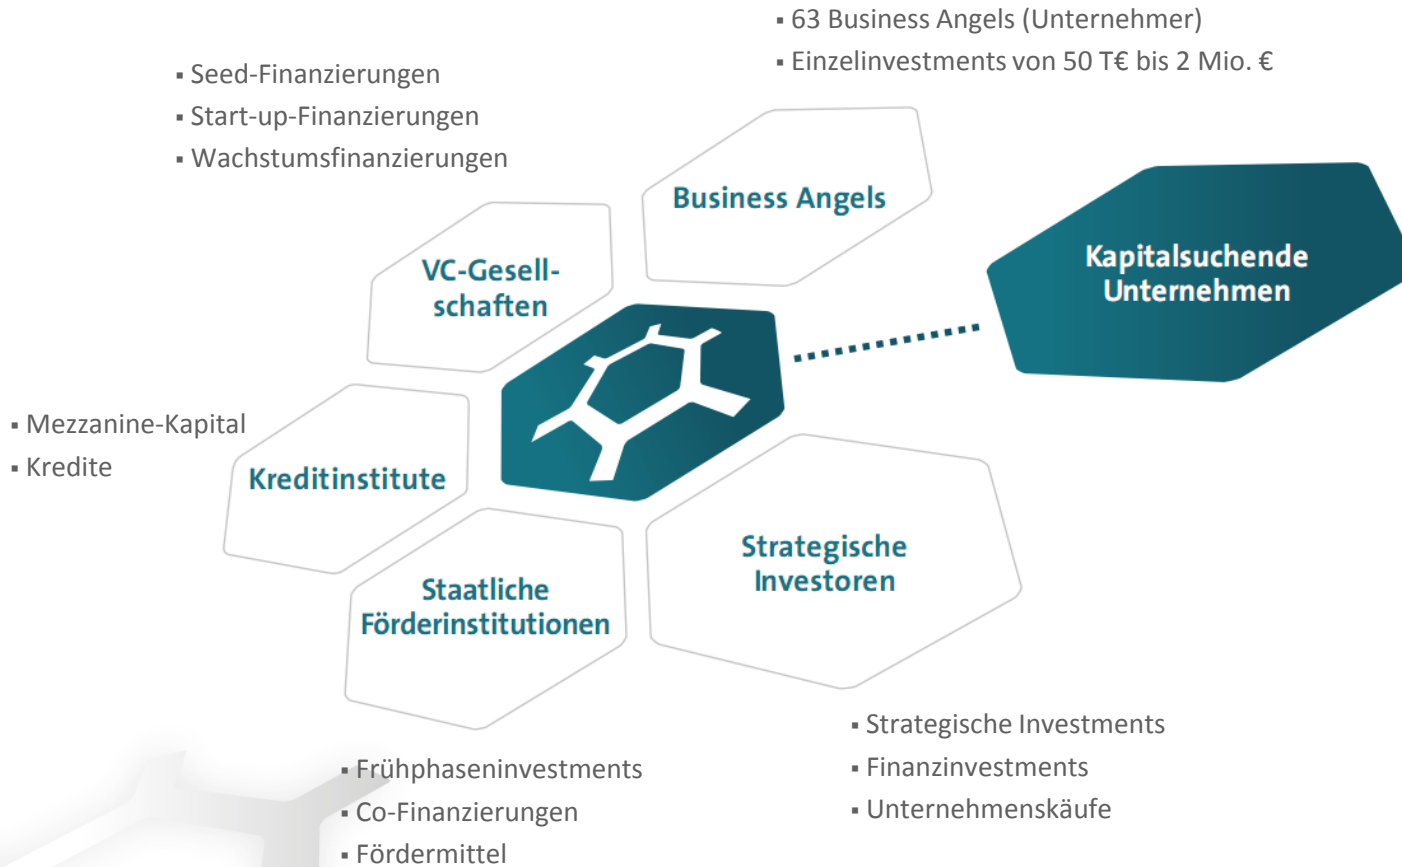 ▪ 63 Business Angels (Unternehmer)
▪ Einzelinvestments von 50 T€ bis 2 Mio. €
▪ Seed-Finanzierungen
▪ Start-up-Finanzierungen
▪ Wachstumsfinanzierungen
Business Angels
VC-Gesell-
schaften
Kapitalsuchende
Unternehmen
▪ Mezzanine-Kapital
▪ Kredite
Kreditinstitute
Strategische
Investoren
Staatliche
Förderinstitutionen
▪ Strategische Investments
▪ Finanzinvestments
▪ Unternehmenskäufe
▪ Frühphaseninvestments
▪ Co-Finanzierungen
▪ Fördermittel